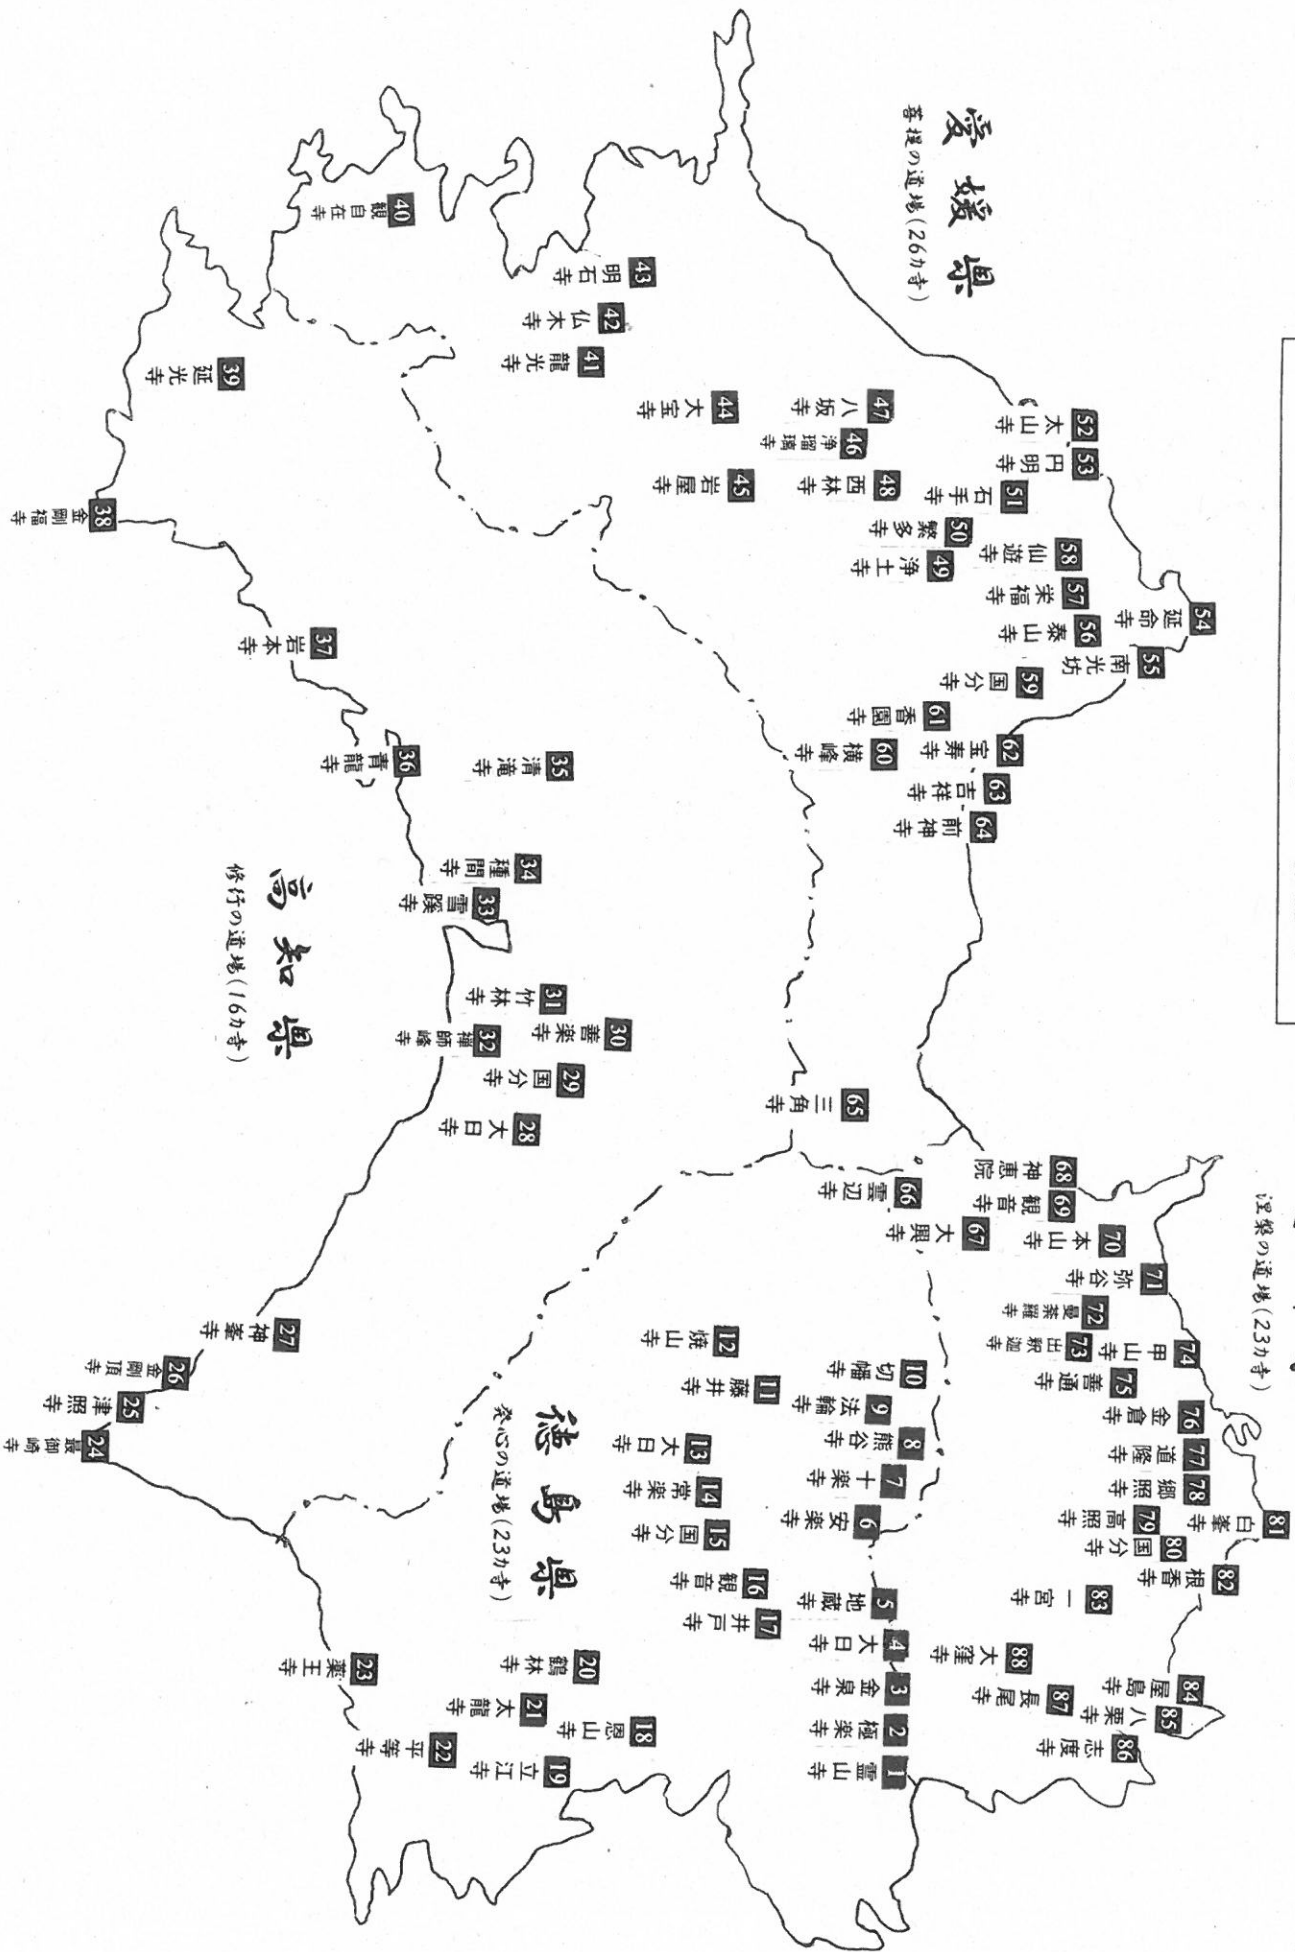 愛媛県
菩提の道場(26カ寺)
高知県
修行の道場(16カ寺)
徳島県
発心の道場(23カ寺)
涅槃の道場(23カ寺)
1 霊山寺
2 極楽寺
3 金泉寺
4 大日寺
5 地蔵寺
6 安楽寺
7 十楽寺
8 熊谷寺
9 法輪寺
10 切幡寺
11 藤井寺
12 焼山寺
13 大日寺
14 常楽寺
15 国分寺
16 観音寺
17 井戸寺
18 恩山寺
19 立江寺
20 鶴林寺
21 太龍寺
22 平等寺
23 薬王寺
24 最御崎寺
25 津照寺
26 金剛頂寺
27 神峯寺
28 大日寺
29 国分寺
30 善楽寺
31 竹林寺
32 禅師峰寺
33 雪蹊寺
34 種間寺
35 清滝寺
36 青龍寺
37 岩本寺
38 金剛福寺
39 延光寺
40 観自在寺
41 龍光寺
42 仏木寺
43 明石寺
44 大宝寺
45 岩屋寺
46 浄瑠璃寺
47 八坂寺
48 西林寺
49 浄土寺
50 繁多寺
51 石手寺
52 太山寺
53 円明寺
54 延命寺
55 南光坊
56 泰山寺
57 栄福寺
58 仙遊寺
59 国分寺
60 横峰寺
61 香園寺
62 宝寿寺
63 吉祥寺
64 前神寺
65 三角寺
66 雲辺寺
67 大興寺
68 神恵院
69 観音寺
70 本山寺
71 弥谷寺
72 曼荼羅寺
73 出釈迦寺
74 甲山寺
75 善通寺
76 金倉寺
77 道隆寺
78 郷照寺
79 高照寺
80 国分寺
81 白峯寺
82 根香寺
83 一宮寺
84 屋島寺
85 八栗寺
86 志度寺
87 長尾寺
88 大窪寺